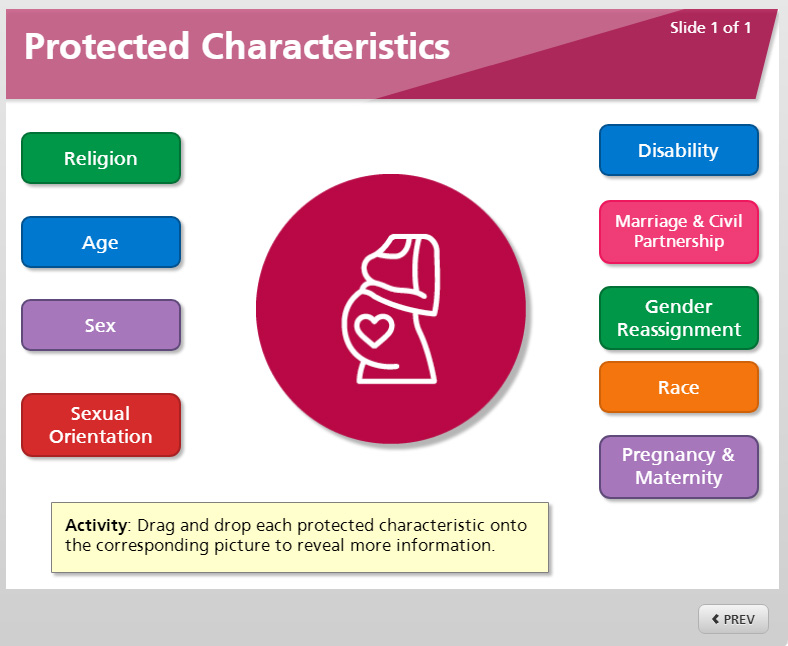 Protected Characteristics
Slide 1 of 1
Religion
Age
Sex
Sexual
Orientation
Disability
Marriage & Civil
Partnership
Gender
Reassignment
Race
Pregnancy &
Maternity
Activity: Drag and drop each protected characteristic onto
the corresponding picture to reveal more information.
PREV